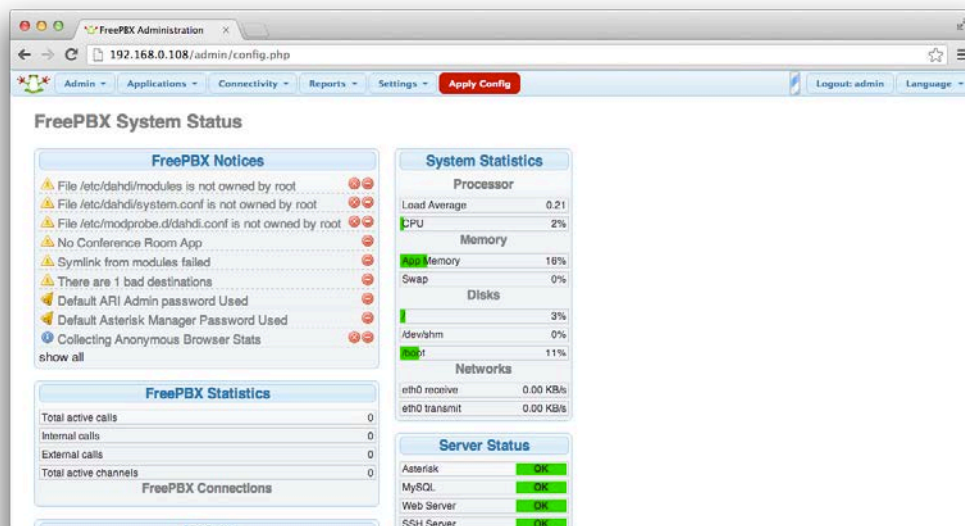 FreePBX Administration
192.168.0.108/admin/config.php
Admin Applications Connectivity Reports Settings Apply Config Logout: admin Language
FreePBX System Status
FreePBX Notices
File /etc/dahdi/modules is not owned by root
File /etc/dahdi/system.conf is not owned by root
File /etc/modprobe.d/dahdi.conf is not owned by root
No Conference Room App
Symlink from modules failed
There are 1 bad destinations
Default ARI Admin password Used
Default Asterisk Manager Password Used
Collecting Anonymous Browser Stats
show all
FreePBX Statistics
Total active calls 0
Internal calls 0
External calls 0
Total active channels 0
FreePBX Connections
System Statistics
Processor
Load Average 0.21
CPU 2%
Memory
App Memory 16%
Swap 0%
Disks
/ 3%
/dev/shm 0%
/boot 11%
Networks
eth0 receive 0.00 KB/s
eth0 transmit 0.00 KB/s
Server Status
Asterisk OK
MySQL OK
Web Server OK
SSH Server OK